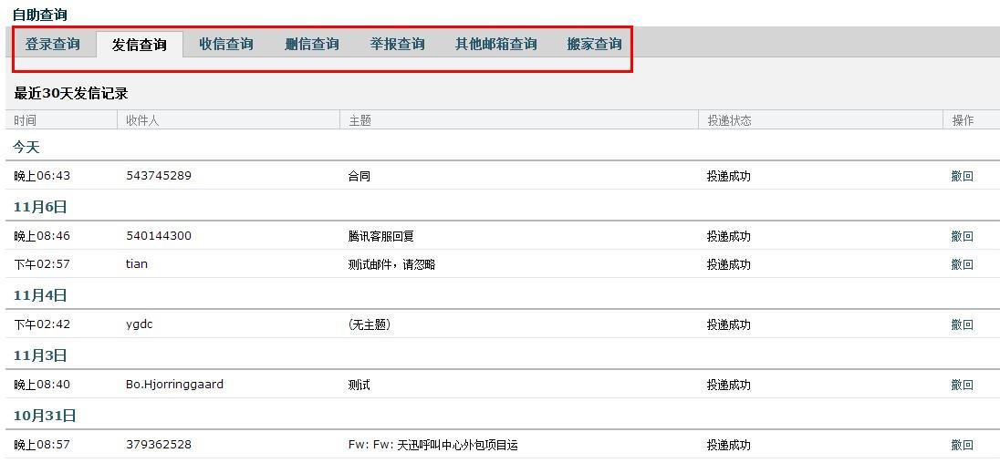 自助查询
登录查询 发信查询 收信查询 删信查询 举报查询 其他邮箱查询 搬家查询
最近30天发信记录
时间 收件人 主题 投递状态 操作
今天
晚上06:43 543745289 合同 投递成功 撤回
11月6日
晚上08:46 540144300 腾讯客服回复 投递成功 撤回
下午02:57 tian 测试邮件，请忽略 投递成功 撤回
11月4日
下午02:42 ygdc (无主题) 投递成功 撤回
11月3日
晚上08:40 Bo.Hjorringgaard 测试 投递成功 撤回
10月31日
晚上08:57 379362528 Fw: Fw: 天迅呼叫中心外包项目运 投递成功 撤回